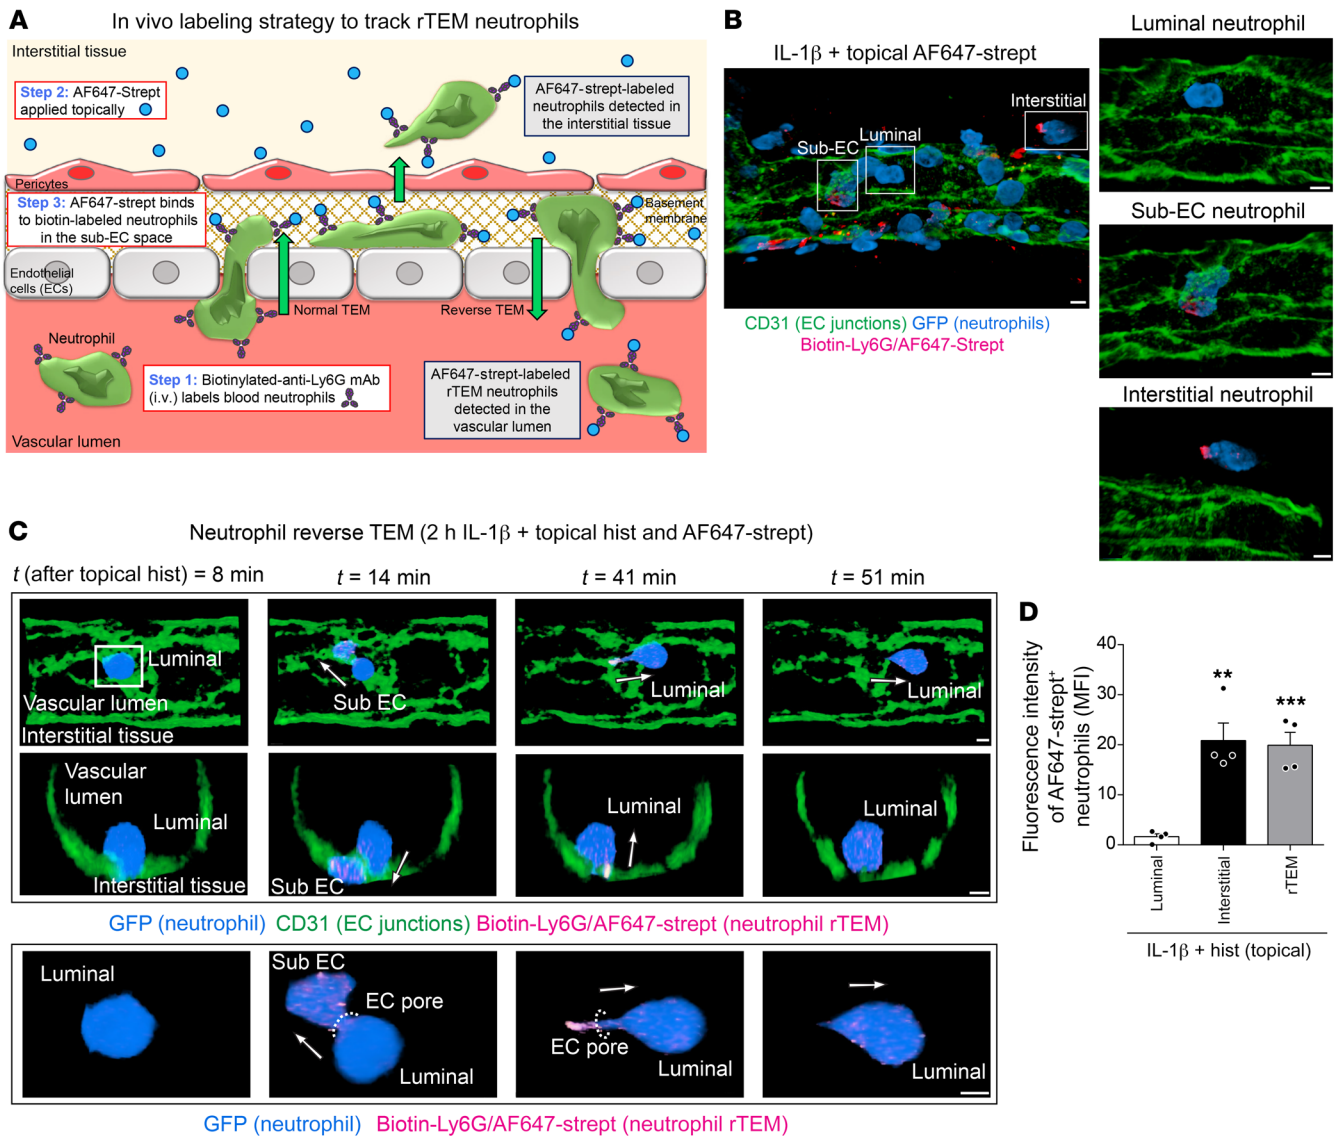 A
In vivo labeling strategy to track rTEM neutrophils
Interstitial tissue
Step 2: AF647-Strept
applied topically
AF647-strept-labeled
neutrophils detected in
the interstitial tissue
Pericytes
Step 3: AF647-strept binds
to biotin-labeled neutrophils
in the sub-EC space
Basement
membrane
Endothelial
cells (ECs)
Normal TEM
Reverse TEM
Neutrophil
Step 1: Biotinylated-anti-Ly6G mAb
(i.v.) labels blood neutrophils
AF647-strept-labeled
rTEM neutrophils
detected in the
vascular lumen
Vascular lumen
B
IL-1β + topical AF647-strept
Interstitial
Luminal
Sub-EC
CD31 (EC junctions) GFP (neutrophils)
Biotin-Ly6G/AF647-Strept
Luminal neutrophil
Sub-EC neutrophil
Interstitial neutrophil
C
Neutrophil reverse TEM (2 h IL-1β + topical hist and AF647-strept)
t (after topical hist) = 8 min
t = 14 min
t = 41 min
t = 51 min
Luminal
Vascular lumen
Interstitial tissue
Sub EC
Luminal
Luminal
Vascular
lumen
Luminal
Interstitial tissue
Sub EC
Luminal
Luminal
GFP (neutrophil) CD31 (EC junctions) Biotin-Ly6G/AF647-strept (neutrophil rTEM)
Luminal
Sub EC
EC pore
Luminal
EC pore
Luminal
Luminal
GFP (neutrophil) Biotin-Ly6G/AF647-strept (neutrophil rTEM)
D
Fluorescence intensity
of AF647-strept⁺
neutrophils (MFI)
40
30
20
10
0
**
***
Luminal
Interstitial
rTEM
IL-1β + hist (topical)